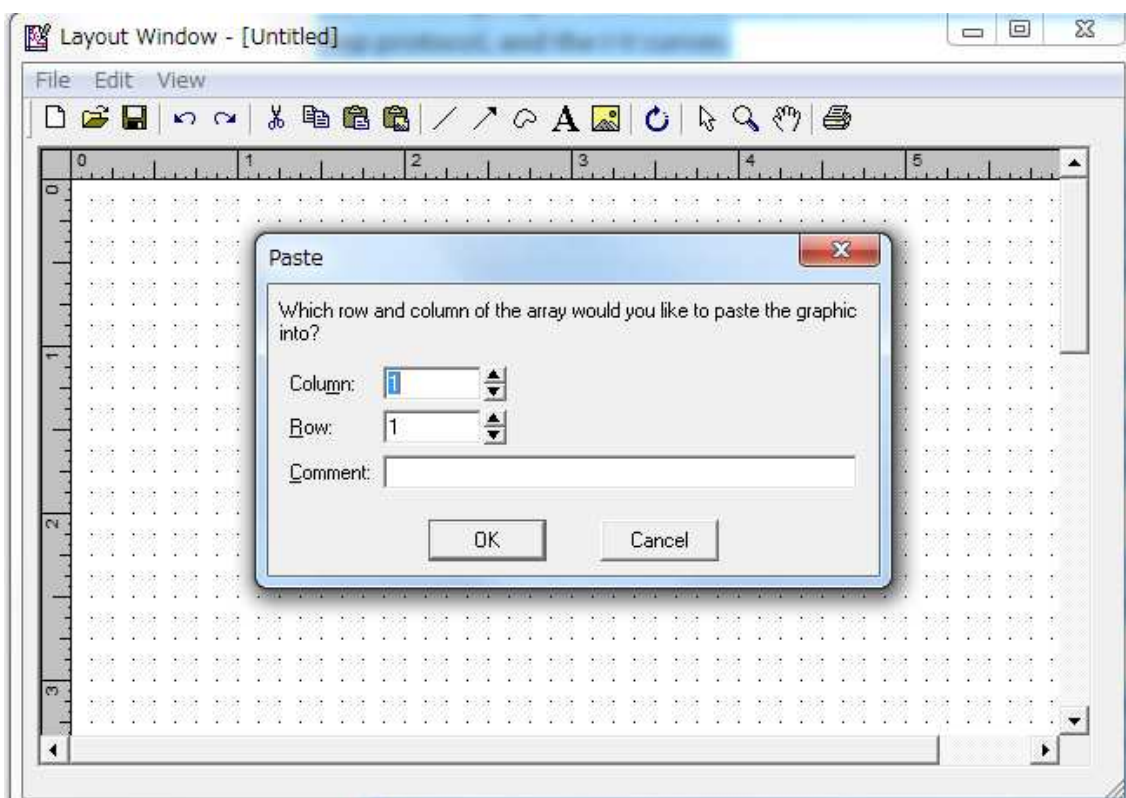 Layout Window - [Untitled]
File Edit View
A
0 1 2 3 4 5
0
1
2
3
Paste
Which row and column of the array would you like to paste the graphic
into?
Column: 1
Row: 1
Comment:
OK Cancel